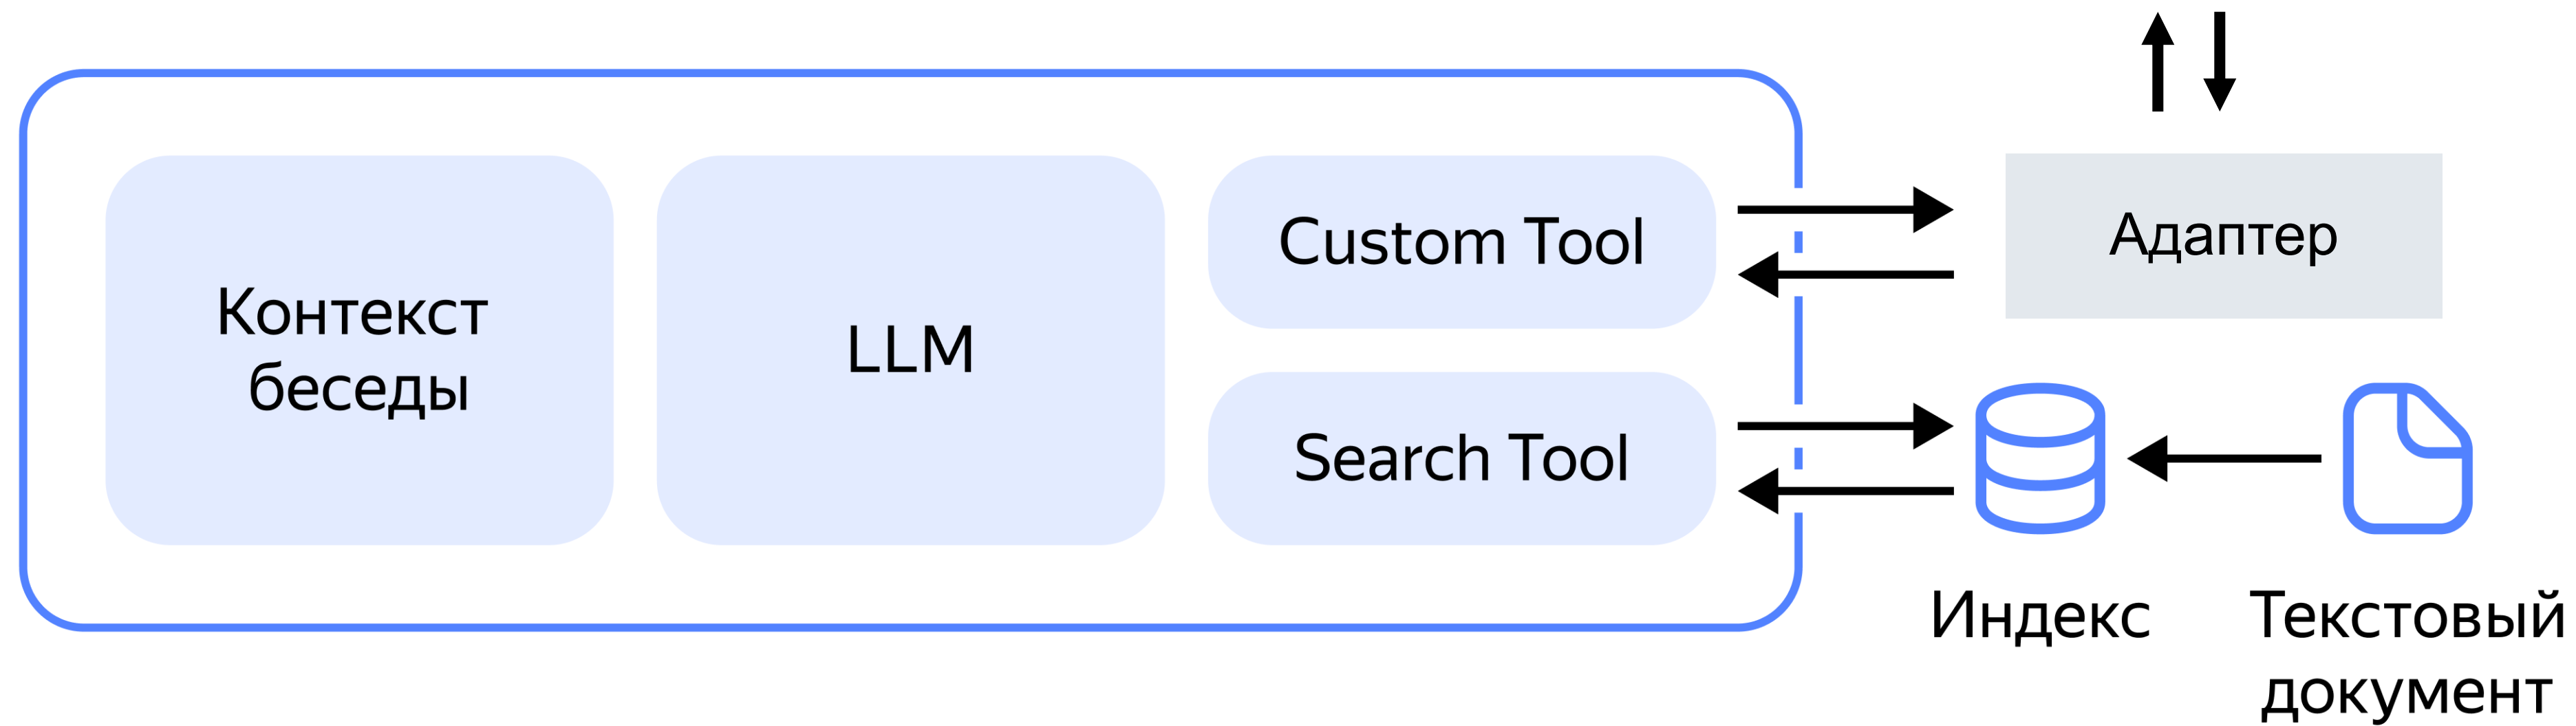 Контекст
беседы
LLM
Custom Tool
Search Tool
Адаптер
Индекс
Текстовый
документ